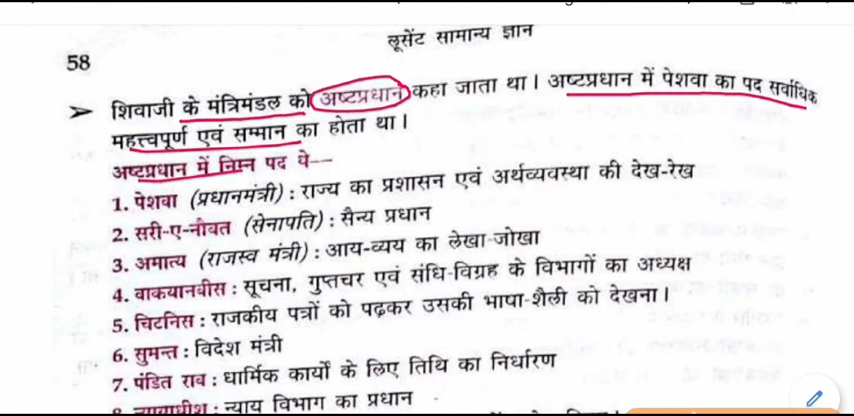 लूसेंट सामान्य ज्ञान
58
➤ शिवाजी के मंत्रिमंडल को अष्टप्रधान कहा जाता था। अष्टप्रधान में पेशवा का पद सर्वाधिक
महत्त्वपूर्ण एवं सम्मान का होता था।
अष्टप्रधान में निम्न पद थे—
1. पेशवा (प्रधानमंत्री) : राज्य का प्रशासन एवं अर्थव्यवस्था की देख-रेख
2. सरी-ए-नौबत (सेनापति) : सैन्य प्रधान
3. अमात्य (राजस्व मंत्री) : आय-व्यय का लेखा-जोखा
4. वाकयानवीस : सूचना, गुप्तचर एवं संधि-विग्रह के विभागों का अध्यक्ष
5. चिटनिस : राजकीय पत्रों को पढ़कर उसकी भाषा-शैली को देखना।
6. सुमन्त : विदेश मंत्री
7. पंडित राव : धार्मिक कार्यों के लिए तिथि का निर्धारण
8. न्यायाधीश : न्याय विभाग का प्रधान